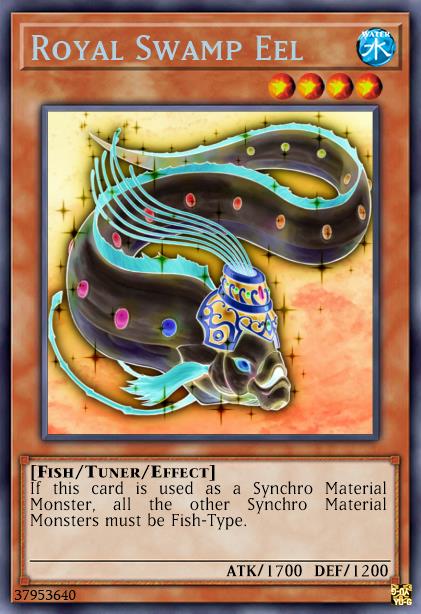 Royal Swamp Eel
WATER
水
[Fish/Tuner/Effect]
If this card is used as a Synchro Material
Monster, all the other Synchro Material
Monsters must be Fish-Type.
ATK/1700 DEF/1200
37953640